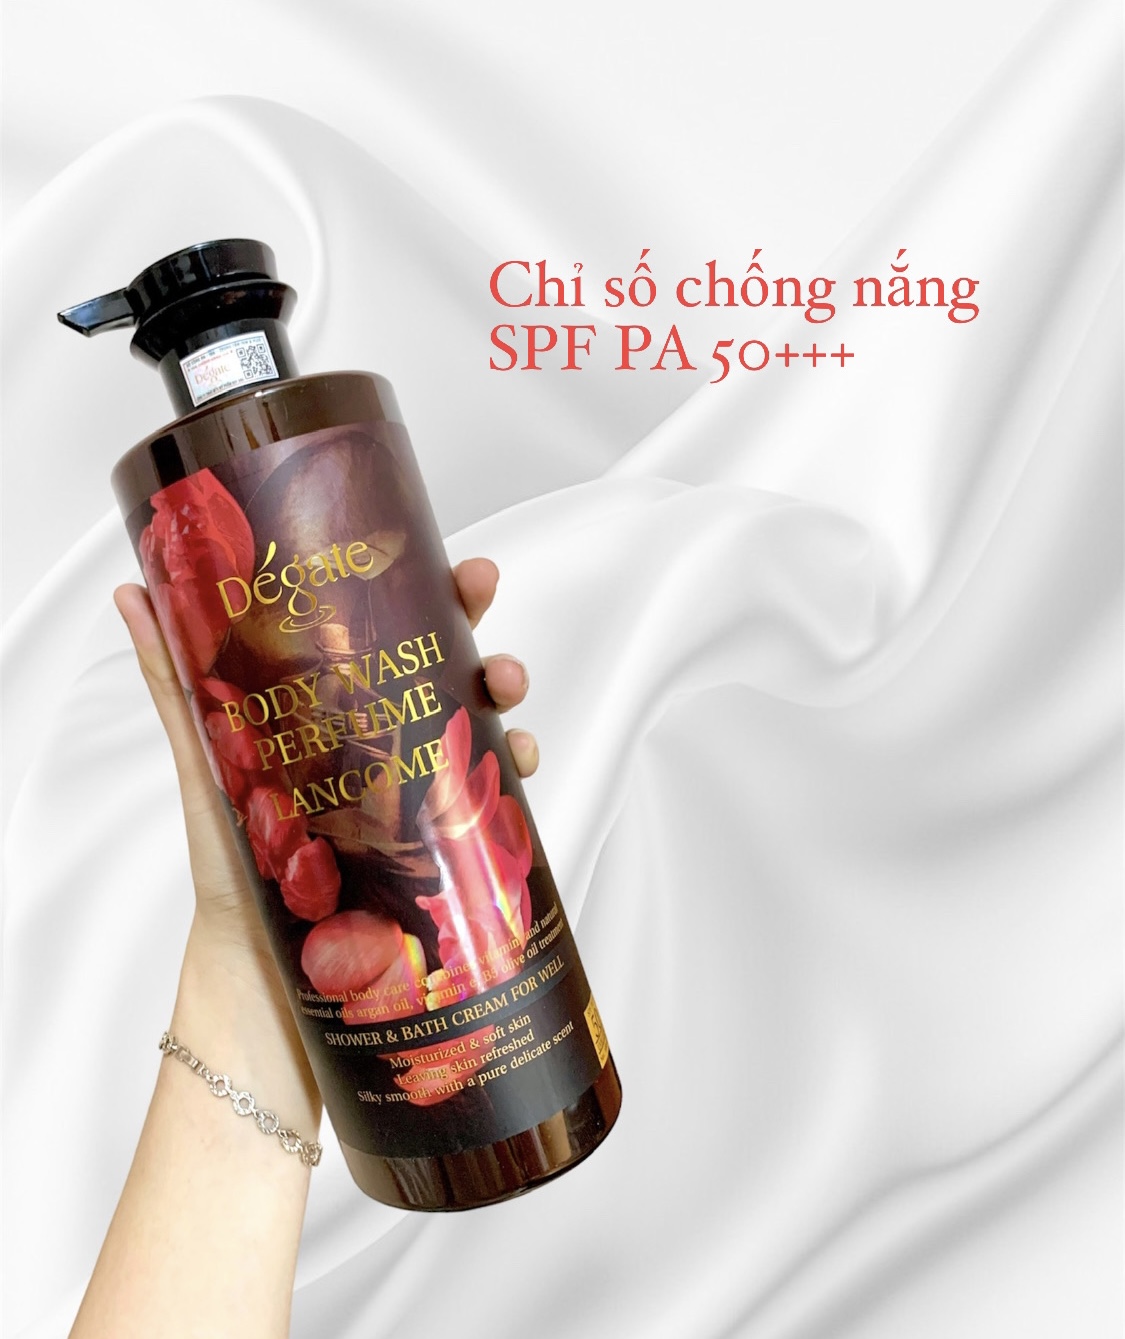 Chỉ số chống nắng
SPF PA 50+++
Dégate
Dégate
BODY WASH
PERFUME
LANCOME
Professional body care combines vitamin and natural
essential oils argan oil, vitamin e, B5 olive oil treatment
SHOWER & BATH CREAM FOR WELL
Moisturized & soft skin
Leaving skin refreshed
Silky smooth with a pure delicate scent